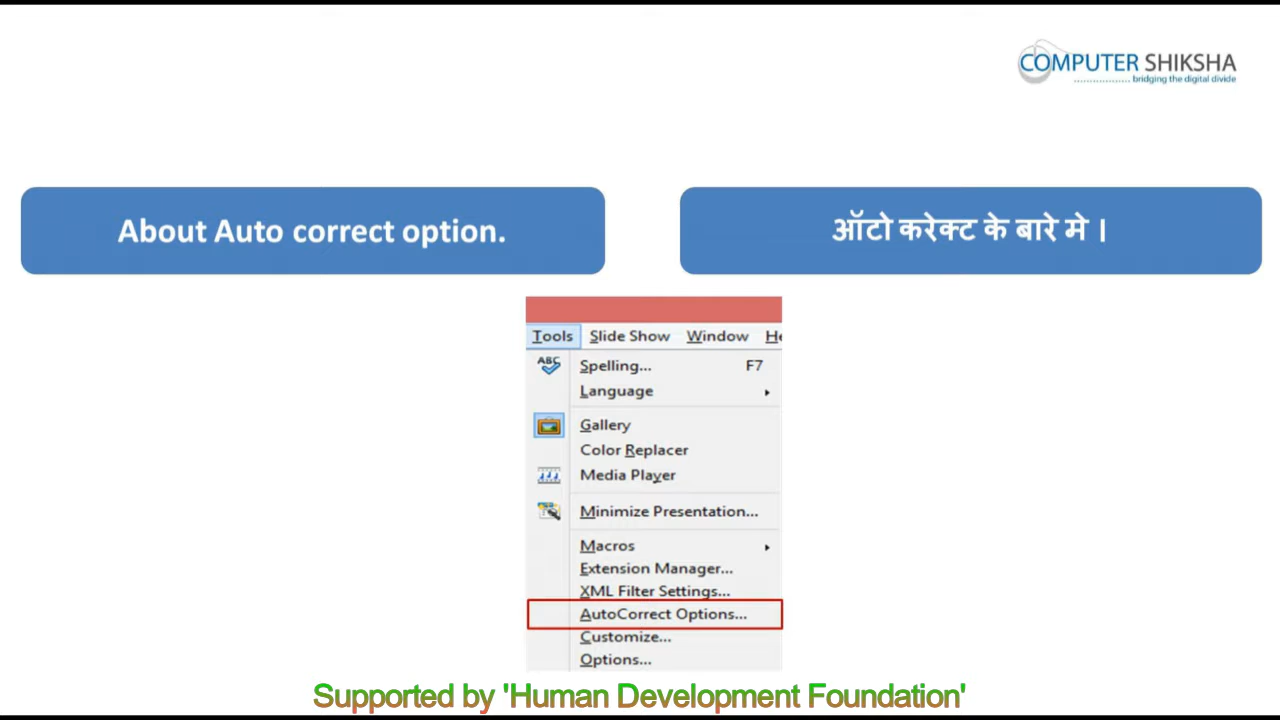 COMPUTER SHIKSHA
bridging the digital divide
About Auto correct option.
ऑटो करेक्ट के बारे मे ।
Tools Slide Show Window He
ABC Spelling... F7
Language
Gallery
Color Replacer
Media Player
Minimize Presentation...
Macros
Extension Manager...
XML Filter Settings...
AutoCorrect Options...
Customize...
Options...
Supported by 'Human Development Foundation'